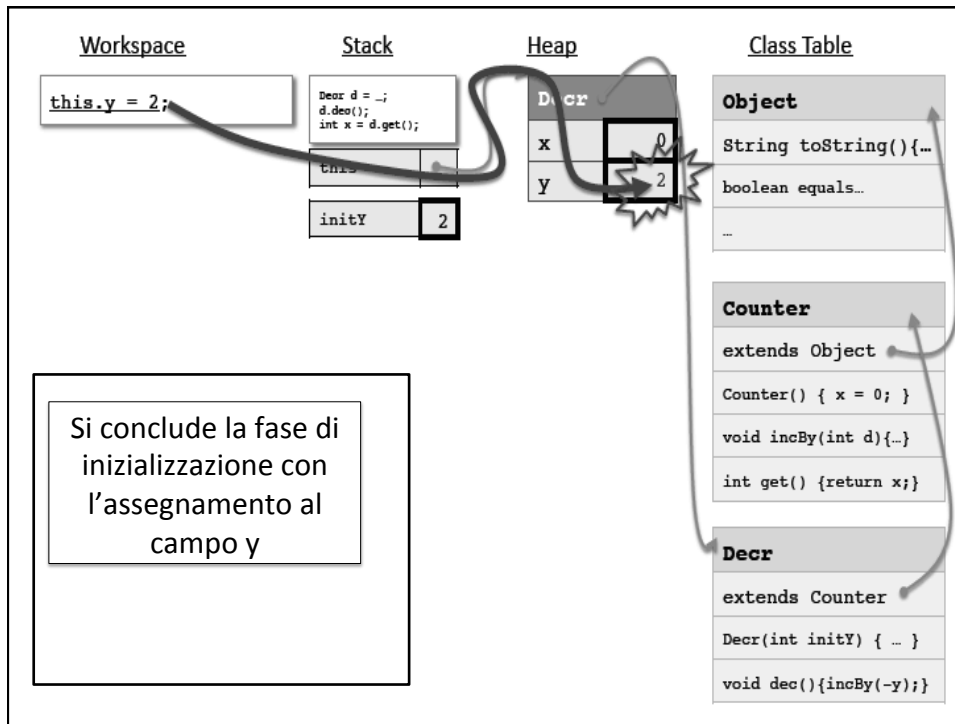 Workspace
Stack
Heap
Class Table
this.y = 2;
Decr d = _;
d.dec();
int x = d.get();
this
initY 2
Decr
x 0
y 2
Object
String toString(){…
boolean equals…
…
Counter
extends Object
Counter() { x = 0; }
void incBy(int d){…}
int get() {return x;}
Decr
extends Counter
Decr(int initY) { … }
void dec(){incBy(-y);}
Si conclude la fase di
inizializzazione con
l’assegnamento al
campo y